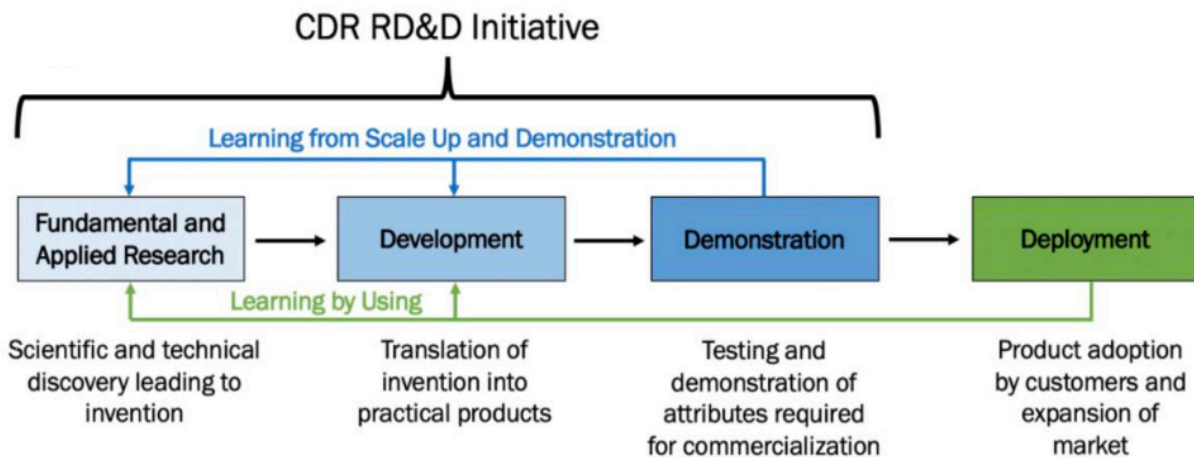 CDR RD&D Initiative
Learning from Scale Up and Demonstration
Fundamental and
Applied Research
Development
Demonstration
Deployment
Learning by Using
Scientific and technical
discovery leading to
invention
Translation of
invention into
practical products
Testing and
demonstration of
attributes required
for commercialization
Product adoption
by customers and
expansion of
market